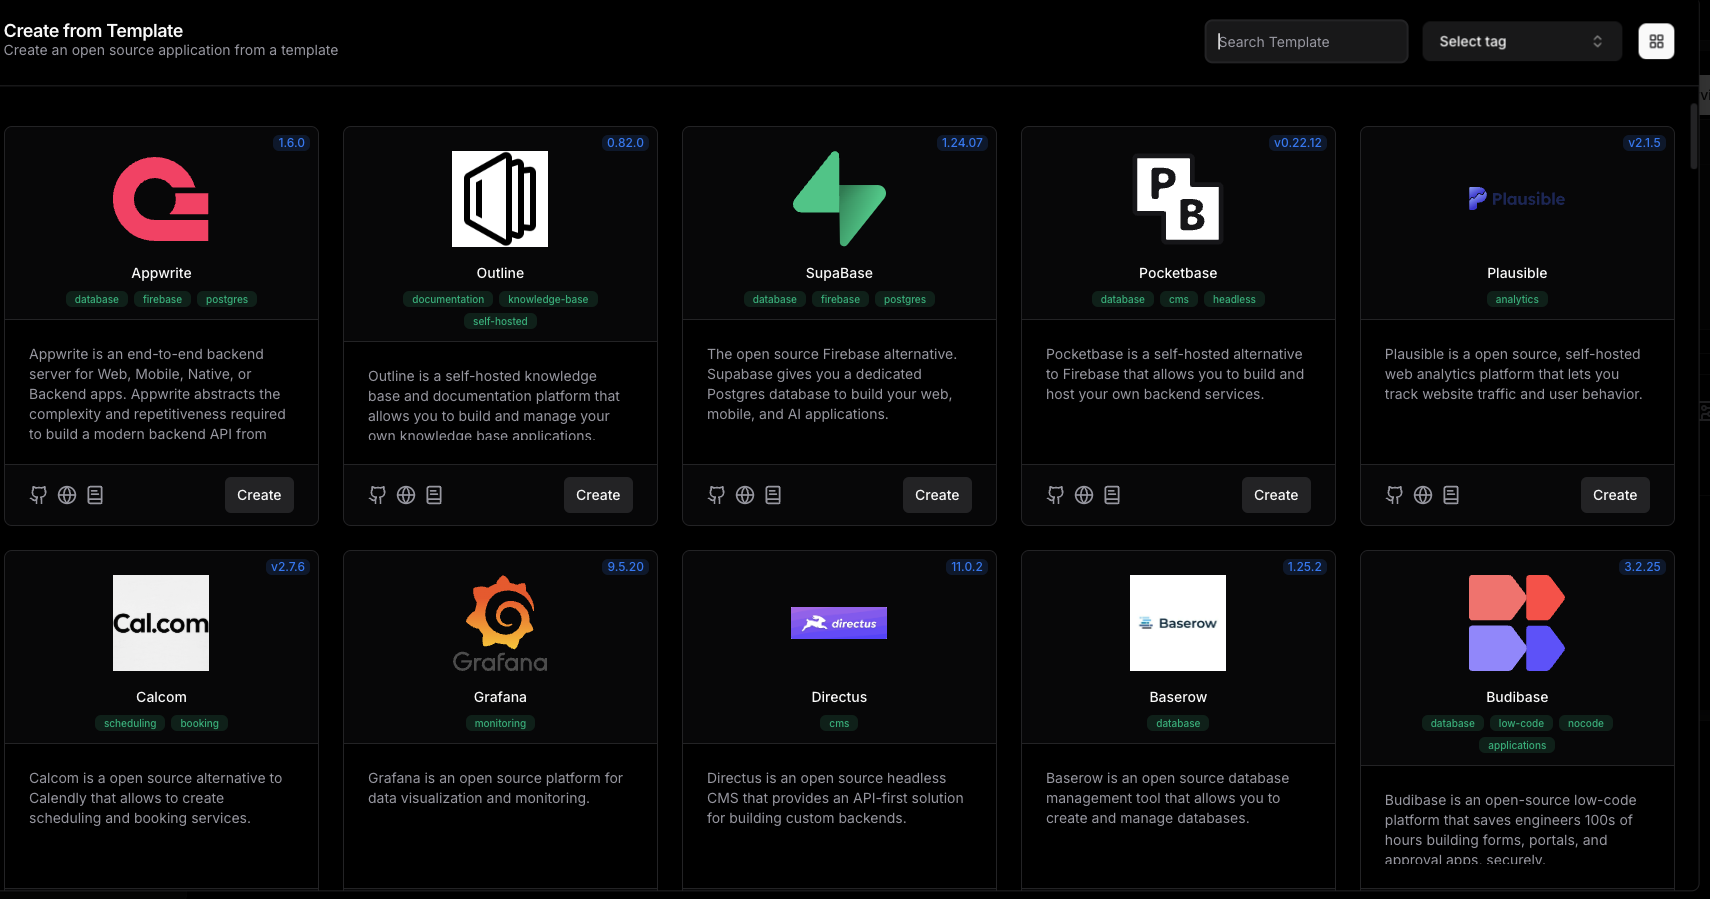 Create from Template
Create an open source application from a template
Search Template
Select tag
1.6.0
Appwrite
database firebase postgres
Appwrite is an end-to-end backend
server for Web, Mobile, Native, or
Backend apps. Appwrite abstracts the
complexity and repetitiveness required
to build a modern backend API from
Create
0.82.0
Outline
documentation knowledge-base
self-hosted
Outline is a self-hosted knowledge
base and documentation platform that
allows you to build and manage your
own knowledge base applications.
Create
1.24.07
SupaBase
database firebase postgres
The open source Firebase alternative.
Supabase gives you a dedicated
Postgres database to build your web,
mobile, and AI applications.
Create
v0.22.12
P
B
Pocketbase
database cms headless
Pocketbase is a self-hosted alternative
to Firebase that allows you to build and
host your own backend services.
Create
v2.1.5
Plausible
Plausible
analytics
Plausible is a open source, self-hosted
web analytics platform that lets you
track website traffic and user behavior.
Create
v2.7.6
Cal.com
Calcom
scheduling booking
Calcom is a open source alternative to
Calendly that allows to create
scheduling and booking services.
9.5.20
Grafana
Grafana
monitoring
Grafana is an open source platform for
data visualization and monitoring.
11.0.2
directus
Directus
cms
Directus is an open source headless
CMS that provides an API-first solution
for building custom backends.
1.25.2
Baserow
Baserow
database
Baserow is an open source database
management tool that allows you to
create and manage databases.
3.2.25
Budibase
database low-code nocode
applications
Budibase is an open-source low-code
platform that saves engineers 100s of
hours building forms, portals, and
approval apps, securely.